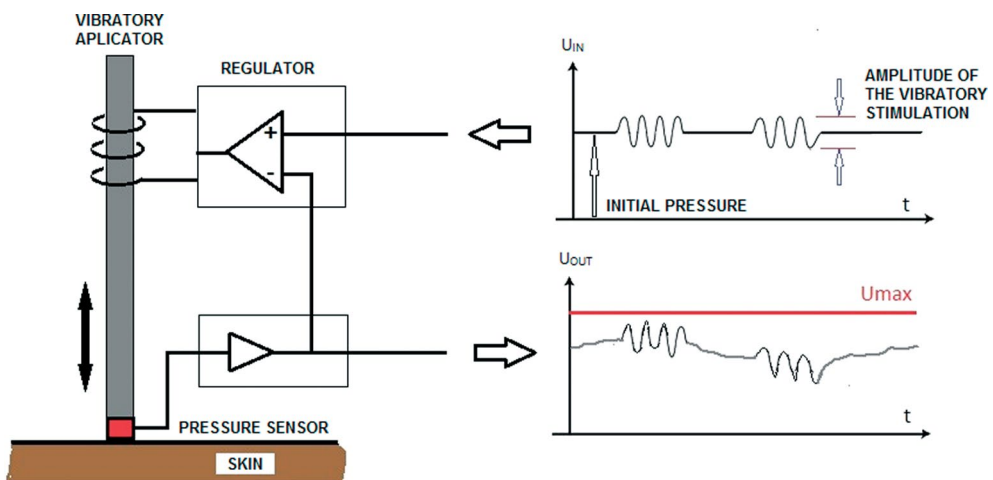 VIBRATORY
APLICATOR
REGULATOR
+
-
PRESSURE SENSOR
SKIN
UIN
AMPLITUDE OF
THE VIBRATORY
STIMULATION
INITIAL PRESSURE
t
UOUT
Umax
t